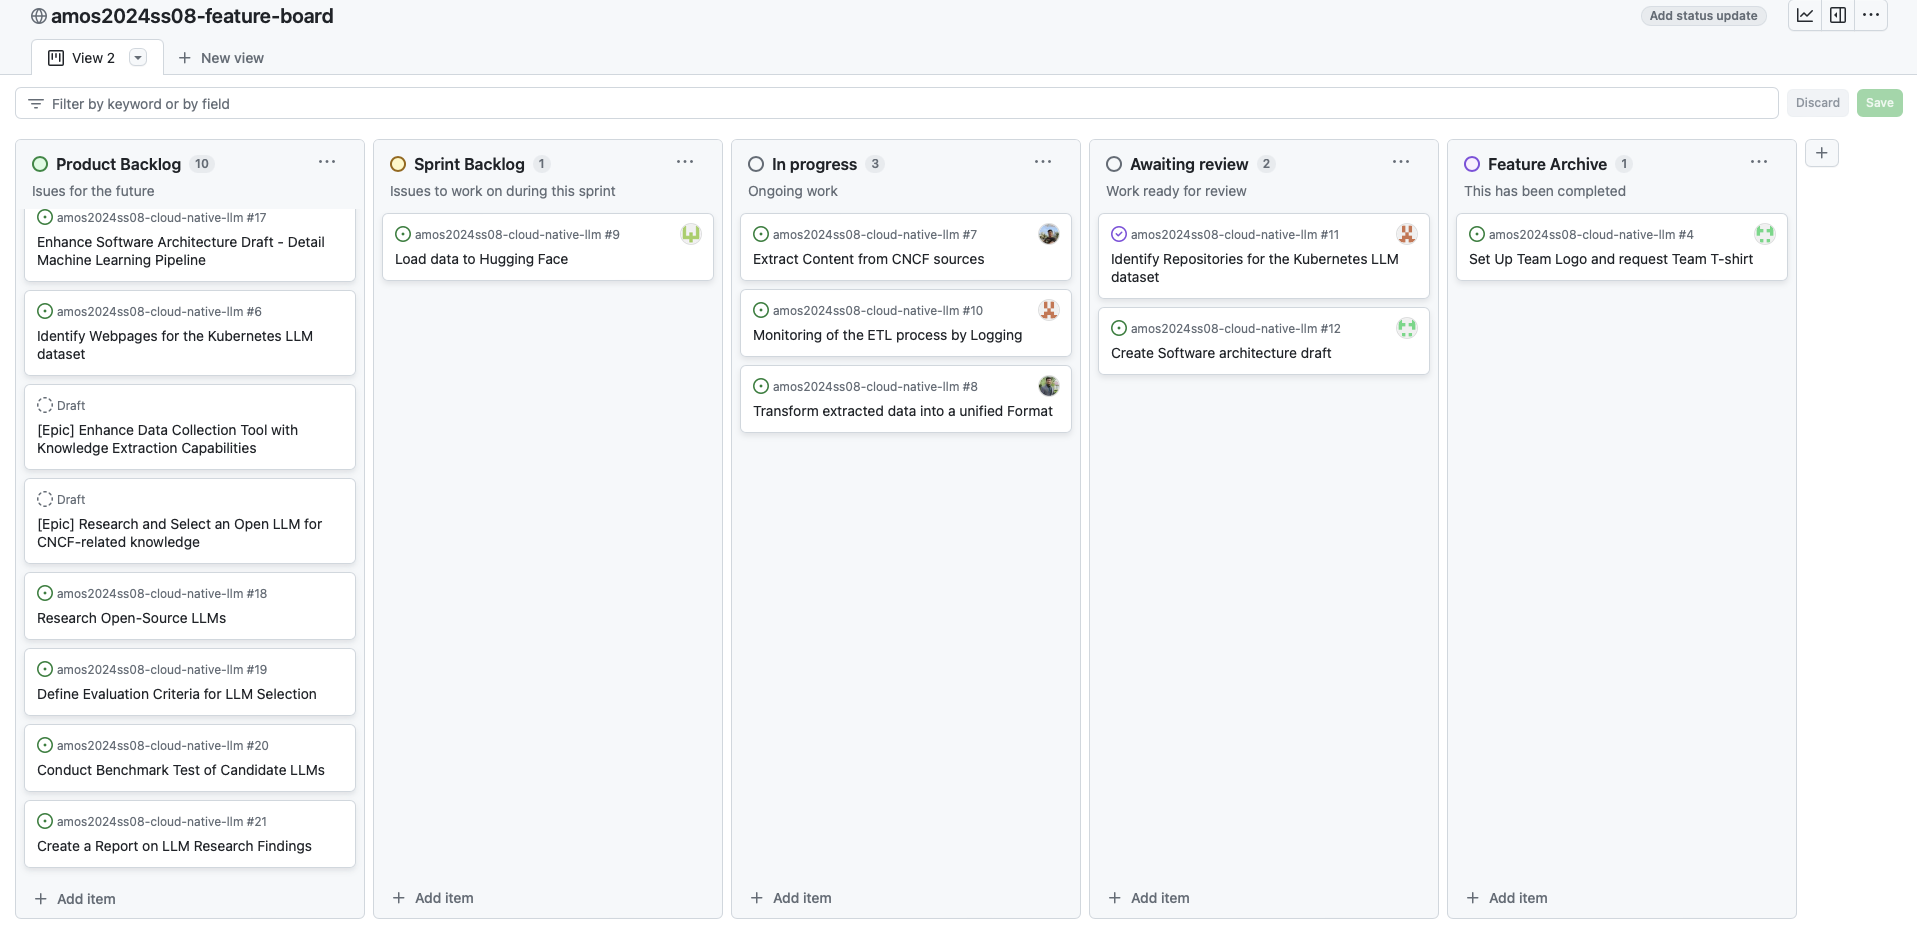 amos2024ss08-feature-board
Add status update
View 2
New view
Filter by keyword or by field
Discard
Save
Product Backlog 10
Isues for the future
amos2024ss08-cloud-native-llm #17
Enhance Software Architecture Draft - Detail
Machine Learning Pipeline
amos2024ss08-cloud-native-llm #6
Identify Webpages for the Kubernetes LLM
dataset
Draft
[Epic] Enhance Data Collection Tool with
Knowledge Extraction Capabilities
Draft
[Epic] Research and Select an Open LLM for
CNCF-related knowledge
amos2024ss08-cloud-native-llm #18
Research Open-Source LLMs
amos2024ss08-cloud-native-llm #19
Define Evaluation Criteria for LLM Selection
amos2024ss08-cloud-native-llm #20
Conduct Benchmark Test of Candidate LLMs
amos2024ss08-cloud-native-llm #21
Create a Report on LLM Research Findings
Add item
Sprint Backlog 1
Issues to work on during this sprint
amos2024ss08-cloud-native-llm #9
Load data to Hugging Face
Add item
In progress 3
Ongoing work
amos2024ss08-cloud-native-llm #7
Extract Content from CNCF sources
amos2024ss08-cloud-native-llm #10
Monitoring of the ETL process by Logging
amos2024ss08-cloud-native-llm #8
Transform extracted data into a unified Format
Add item
Awaiting review 2
Work ready for review
amos2024ss08-cloud-native-llm #11
Identify Repositories for the Kubernetes LLM
dataset
amos2024ss08-cloud-native-llm #12
Create Software architecture draft
Add item
Feature Archive 1
This has been completed
amos2024ss08-cloud-native-llm #4
Set Up Team Logo and request Team T-shirt
Add item